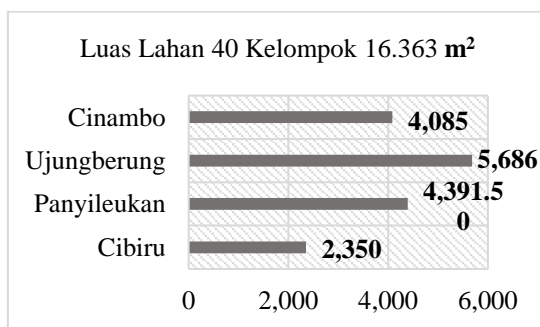 Luas Lahan 40 Kelompok 16.363 m²
Cinambo
4,085
Ujungberung
5,686
Panyileukan
4,391.5
0
Cibiru
2,350
0
2,000
4,000
6,000